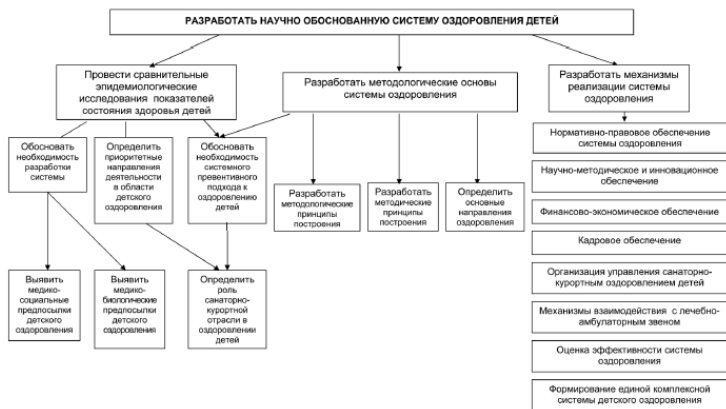 РАЗРАБОТАТЬ НАУЧНО ОБОСНОВАННУЮ СИСТЕМУ ОЗДОРОВЛЕНИЯ ДЕТЕЙ
Провести сравнительные
эпидемиологические
исследования показателей
состояния здоровья детей
Разработать методологические основы
системы оздоровления
Разработать механизмы
реализации системы
оздоровления
Обосновать
необходимость
разработки
системы
Определить
приоритетные
направления
деятельности
в области
детского
оздоровления
Обосновать
необходимость
системного
превентивного
подхода к
оздоровлению
детей
Разработать
методологические
принципы
построения
Разработать
методические
принципы
построения
Определить
основные
направления
оздоровления
Выявить
медико-
социальные
предпосылки
детского
оздоровления
Выявить
медико-
биологические
предпосылки
детского
оздоровления
Определить
роль
санаторно-
курортной
отрасли в
оздоровлении
детей
Нормативно-правовое обеспечение
системы оздоровления
Научно-методическое и инновационное
обеспечение
Финансово-экономическое обеспечение
Кадровое обеспечение
Организация управления санаторно-
курортным оздоровлением детей
Механизмы взаимодействия с лечебно-
амбулаторным звеном
Оценка эффективности системы
оздоровления
Формирование единой комплексной
системы детского оздоровления